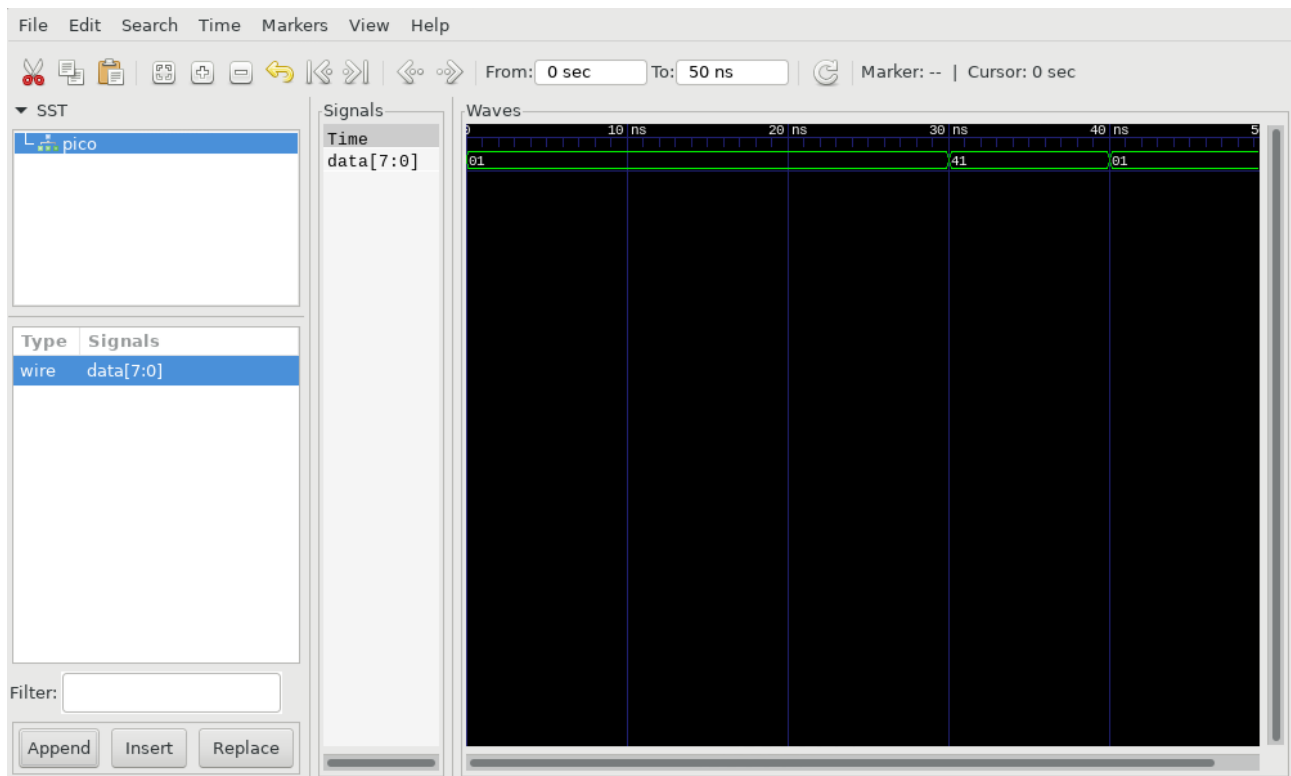 File Edit Search Time Markers View Help
From: 0 sec To: 50 ns Marker: -- | Cursor: 0 sec
SST
pico
Type Signals
wire data[7:0]
Filter:
Append Insert Replace
Signals
Time
data[7:0]
Waves
0 10 ns 20 ns 30 ns 40 ns 5
01 41 01